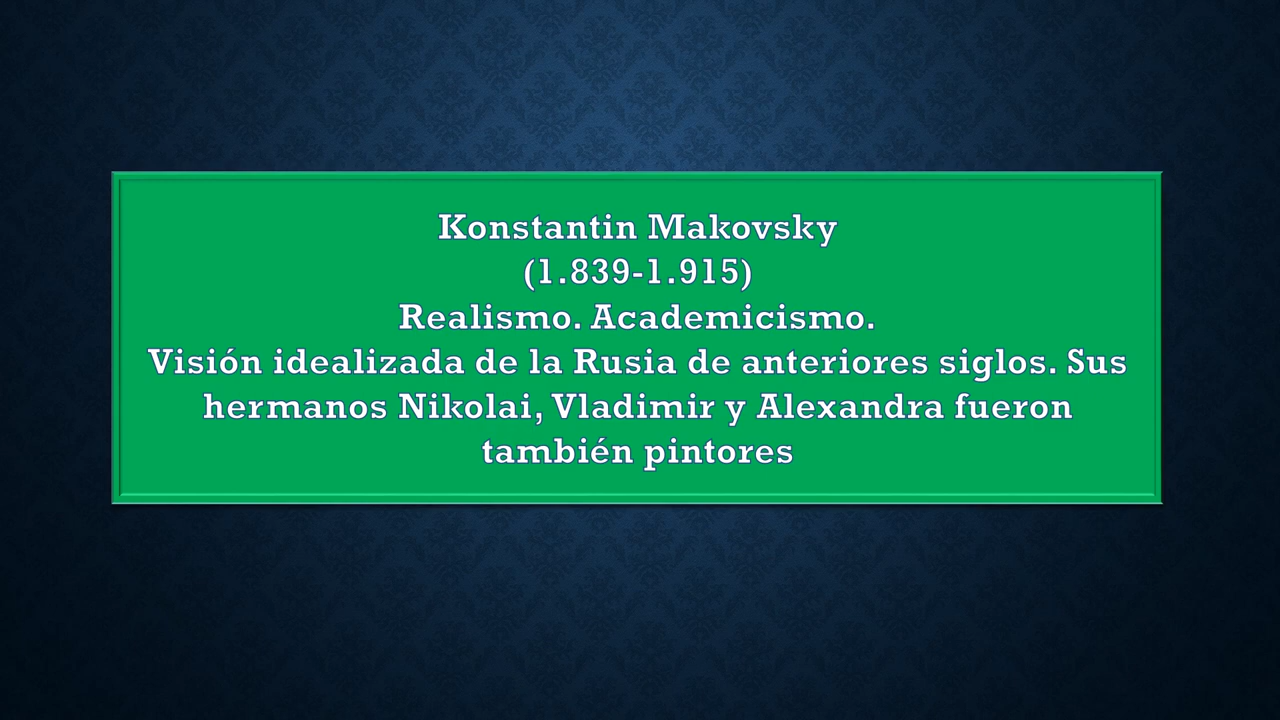 Konstantin Makovsky
(1.839-1.915)
Realismo. Academicismo.
Visión idealizada de la Rusia de anteriores siglos. Sus
hermanos Nikolai, Vladimir y Alexandra fueron
también pintores